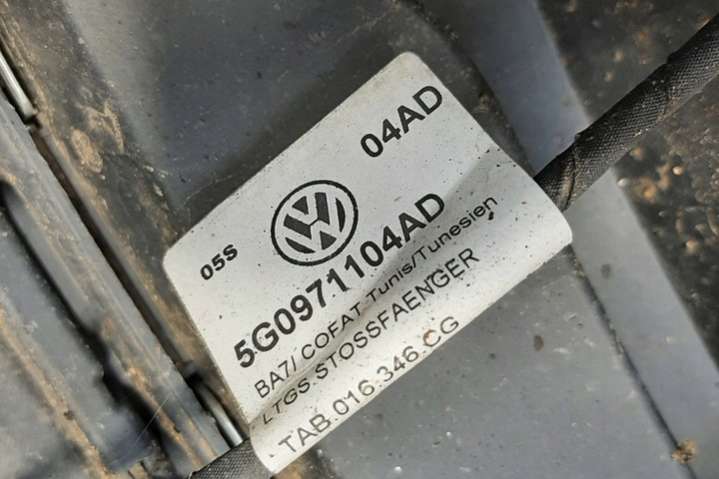 04AD
05S
5G0971104AD
BA7/ COFAT Tunis/Tunesien
LTGS.STOSSFAENGER
TAB.016.346.CG